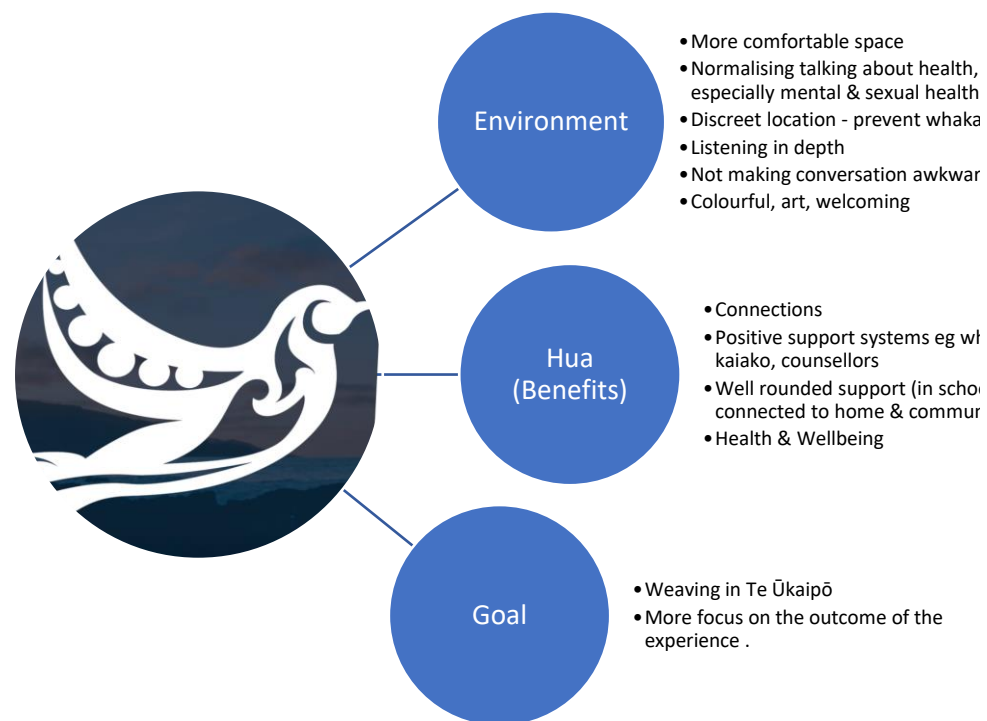 Environment
• More comfortable space
• Normalising talking about health,
especially mental & sexual health
• Discreet location - prevent
• Listening in depth
• Not making conversation
• Colourful, art, welcoming
Hua
(Benefits)
• Connections
• Positive support systems eg
kaiako, counsellors
• Well rounded support (in
connected to home &
• Health & Wellbeing
Goal
• Weaving in Te Ūkaipō
• More focus on the outcome of the
experience .